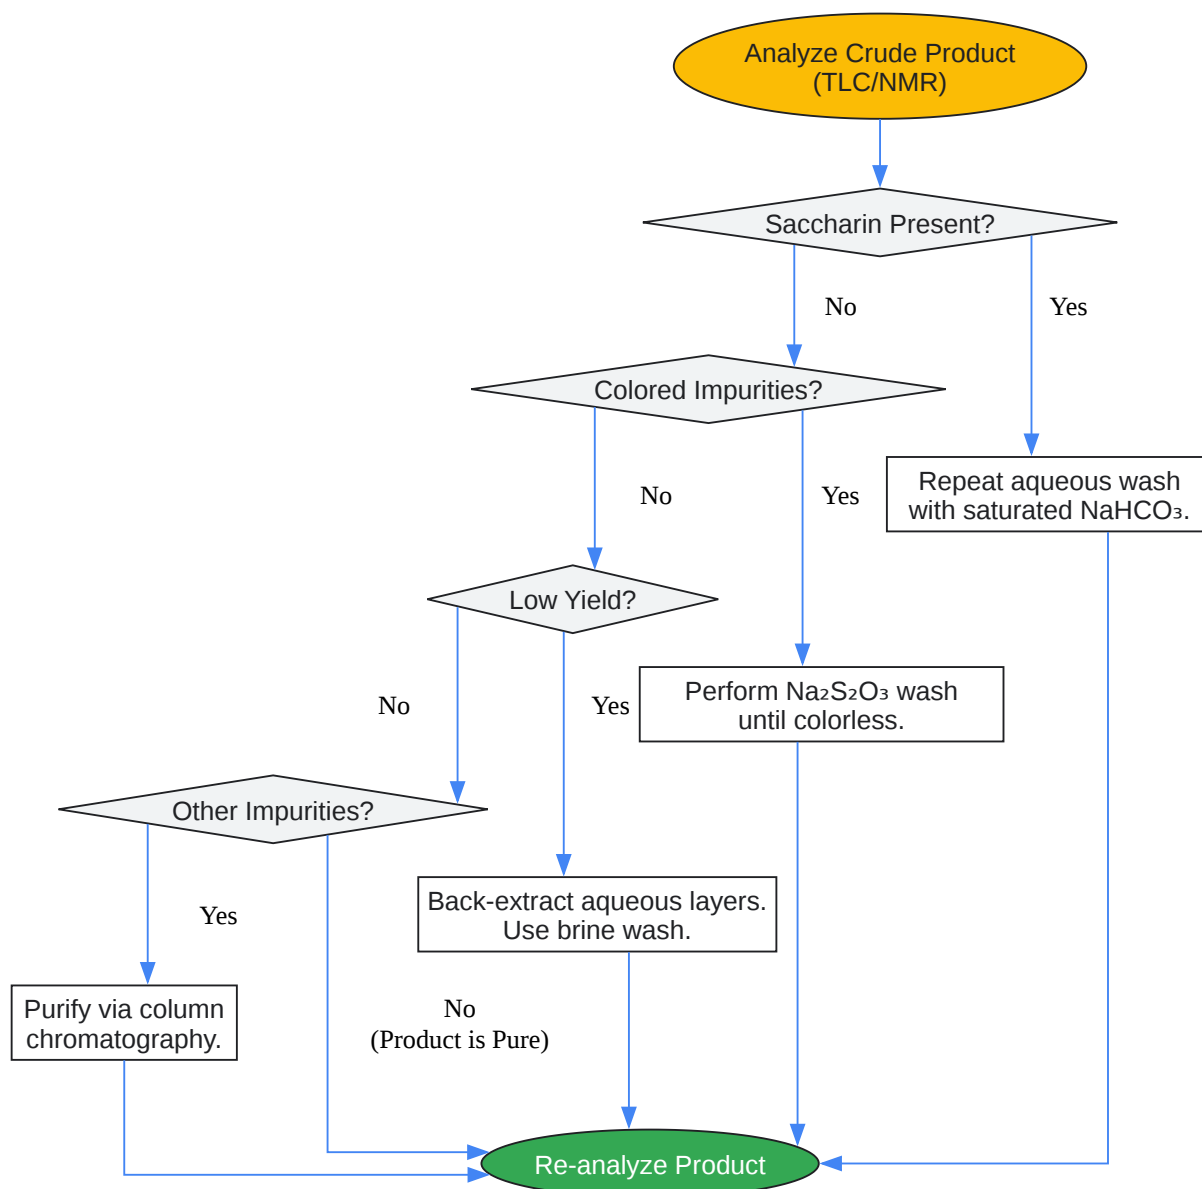 Analyze Crude Product
(TLC/NMR)
Saccharin Present?
No
Yes
Colored Impurities?
No
Yes
Repeat aqueous wash
with saturated NaHCO₃.
Low Yield?
No
Yes
Perform Na₂S₂O₃ wash
until colorless.
Other Impurities?
Yes
Back-extract aqueous layers.
Use brine wash.
No
(Product is Pure)
Purify via column
chromatography.
Re-analyze Product